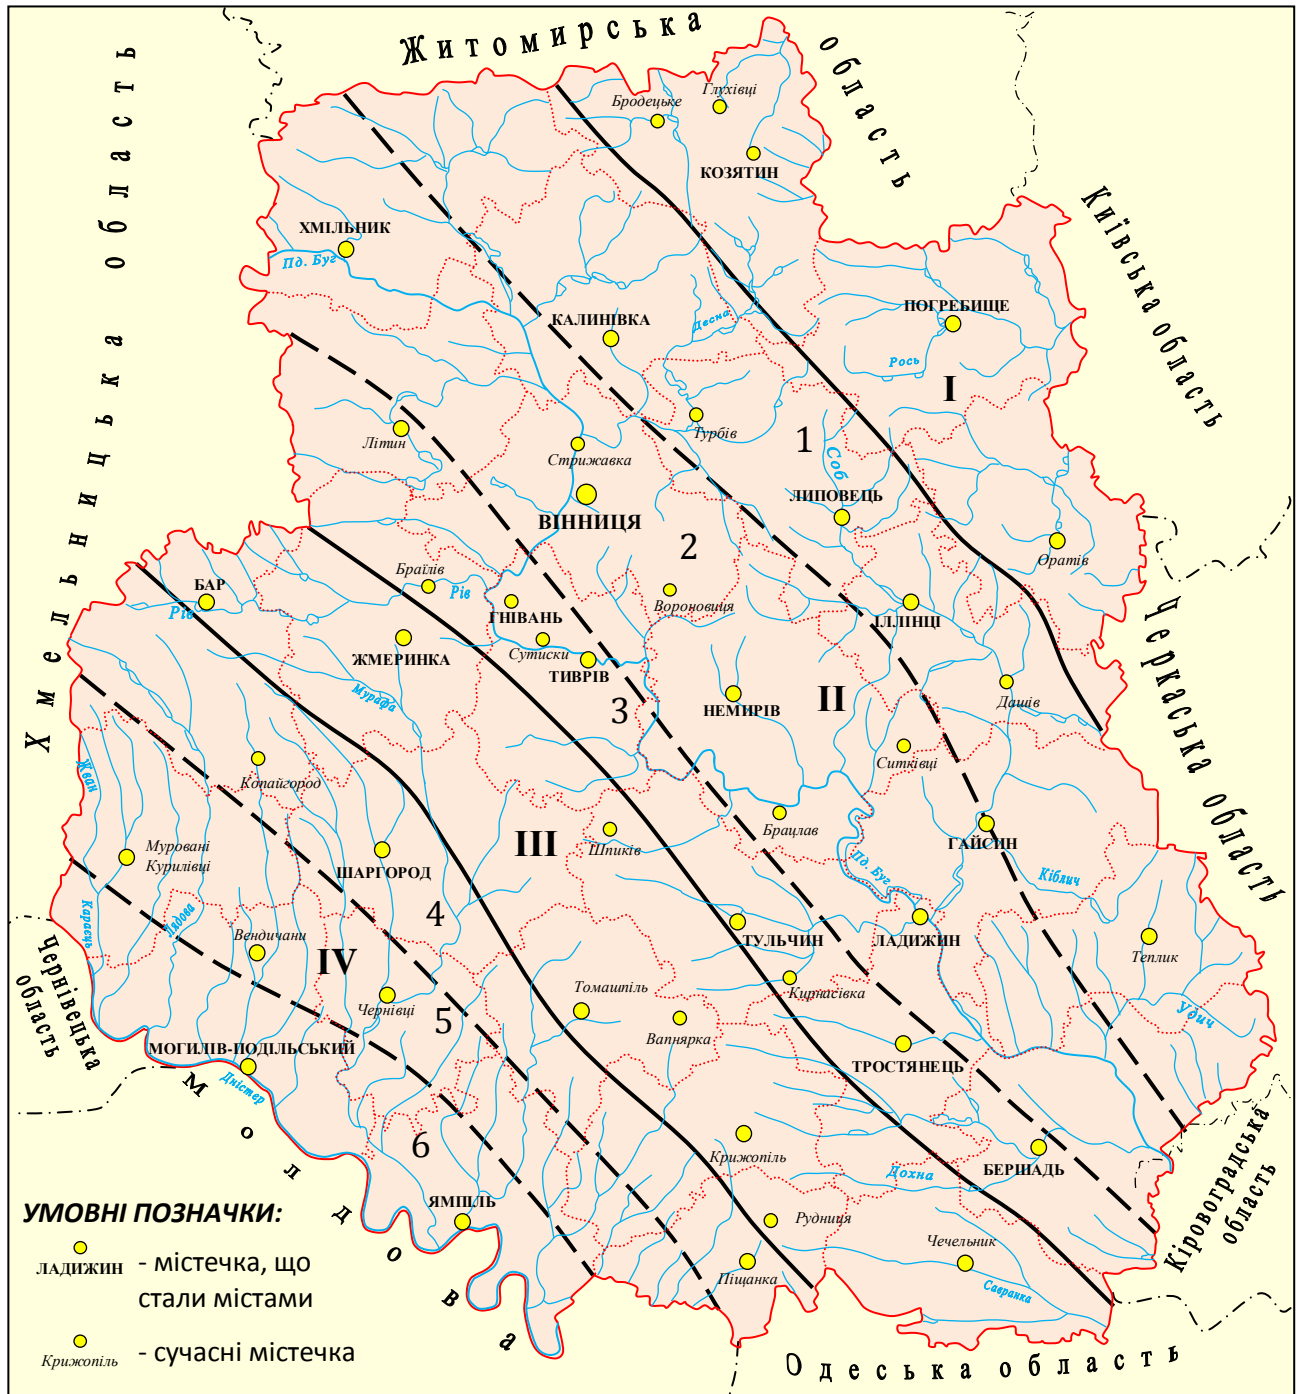 Житомирська область
Київська область
Черкаська область
Кіровоградська
область
Одеська область
Молдова
Чернівецька
область
Хмельницька область
Глухівці
Бродецьке
КОЗЯТИН
ХМІЛЬНИК
Пд. Буг
КАЛИНІВКА
Десна
ПОГРЕБИЩЕ
Рось
I
Літин
Турбів
1
Стрижавка
Соб
ЛИПОВЕЦЬ
ВІННИЦЯ
2
Оратів
Браїлів
Рів
БАР
Рів
Вороновиця
ГНІВАНЬ
ІЛЛІНЦІ
ЖМЕРИНКА
Сутиски
ТИВРІВ
Мурафа
3
НЕМИРІВ
II
Дашів
Жван
Копайгород
Ситківці
Брацлав
ГАЙСИН
III
Шпиків
Муровані
Курилівці
ШАРГОРОД
Пд. Буг
Кіблич
Караєць
Лядова
4
ТУЛЬЧИН
ЛАДИЖИН
Вендичани
IV
Теплик
Томашпіль
Кирнасівка
Чернівці
5
Вапнярка
Удич
МОГИЛІВ-ПОДІЛЬСЬКИЙ
ТРОСТЯНЕЦЬ
Дністер
6
Крижопіль
БЕРШАДЬ
Дохна
ЯМПІЛЬ
Рудниця
Чечельник
Піщанка
Савранка
УМОВНІ ПОЗНАЧКИ:
ЛАДИЖИН - містечка, що
стали містами
Крижопіль - сучасні містечка